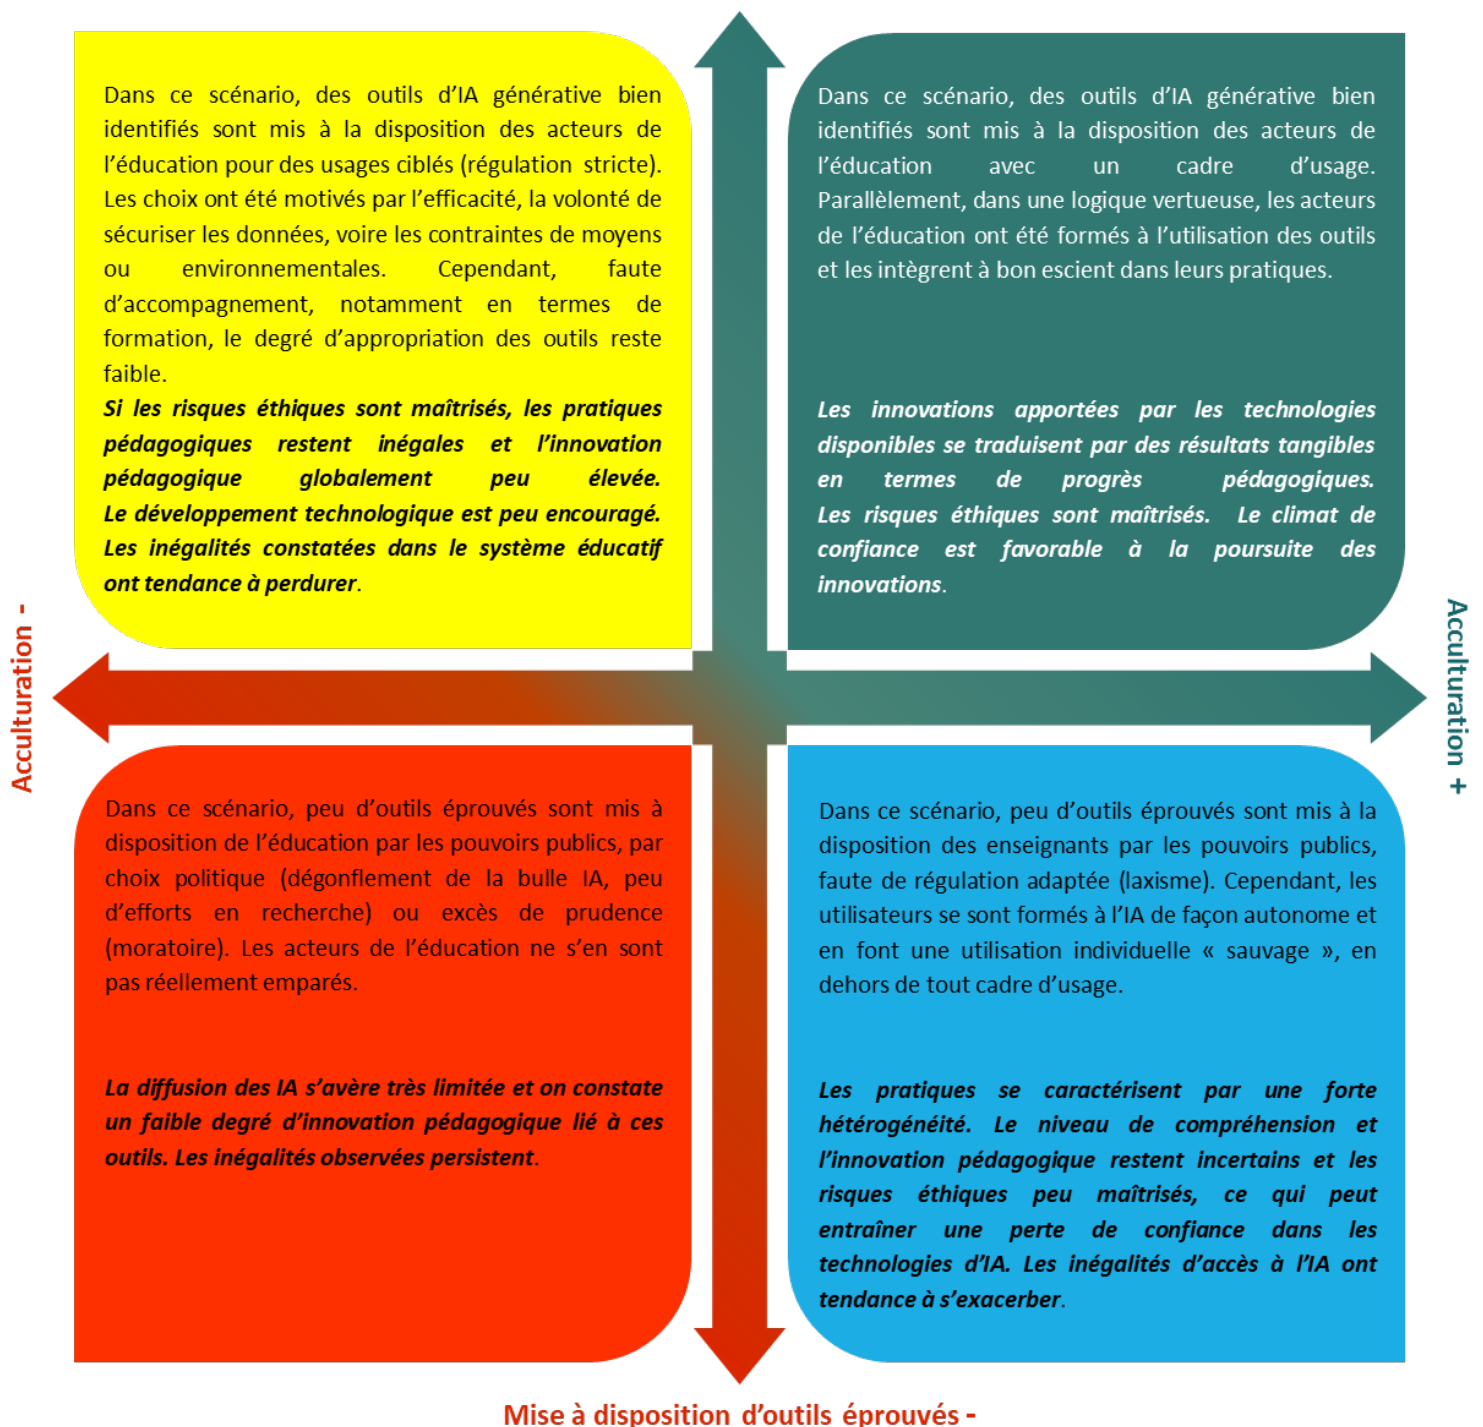 Dans ce scénario, des outils d’IA générative bien
identifiés sont mis à la disposition des acteurs de
l’éducation pour des usages ciblés (régulation stricte).
Les choix ont été motivés par l’efficacité, la volonté de
sécuriser les données, voire les contraintes de moyens
ou environnementales. Cependant, faute
d’accompagnement, notamment en termes de
formation, le degré d’appropriation des outils reste
faible.
Si les risques éthiques sont maîtrisés, les pratiques
pédagogiques restent inégales et l’innovation
pédagogique globalement peu élevée.
Le développement technologique est peu encouragé.
Les inégalités constatées dans le système éducatif
ont tendance à perdurer.
Dans ce scénario, des outils d’IA générative bien
identifiés sont mis à la disposition des acteurs de
l’éducation avec un cadre d’usage.
Parallèlement, dans une logique vertueuse, les acteurs
de l’éducation ont été formés à l’utilisation des outils
et les intègrent à bon escient dans leurs pratiques.
Les innovations apportées par les technologies
disponibles se traduisent par des résultats tangibles
en termes de progrès pédagogiques.
Les risques éthiques sont maîtrisés. Le climat de
confiance est favorable à la poursuite des
innovations.
Acculturation -
Acculturation +
Dans ce scénario, peu d’outils éprouvés sont mis à
disposition de l’éducation par les pouvoirs publics, par
choix politique (dégonflement de la bulle IA, peu
d’efforts en recherche) ou excès de prudence
(moratoire). Les acteurs de l’éducation ne s’en sont
pas réellement emparés.
La diffusion des IA s’avère très limitée et on constate
un faible degré d’innovation pédagogique lié à ces
outils. Les inégalités observées persistent.
Dans ce scénario, peu d’outils éprouvés sont mis à la
disposition des enseignants par les pouvoirs publics,
faute de régulation adaptée (laxisme). Cependant, les
utilisateurs se sont formés à l’IA de façon autonome et
en font une utilisation individuelle « sauvage », en
dehors de tout cadre d’usage.
Les pratiques se caractérisent par une forte
hétérogénéité. Le niveau de compréhension et
l’innovation pédagogique restent incertains et les
risques éthiques peu maîtrisés, ce qui peut
entraîner une perte de confiance dans les
technologies d’IA. Les inégalités d’accès à l’IA ont
tendance à s’exacerber.
Mise à disposition d’outils éprouvés -